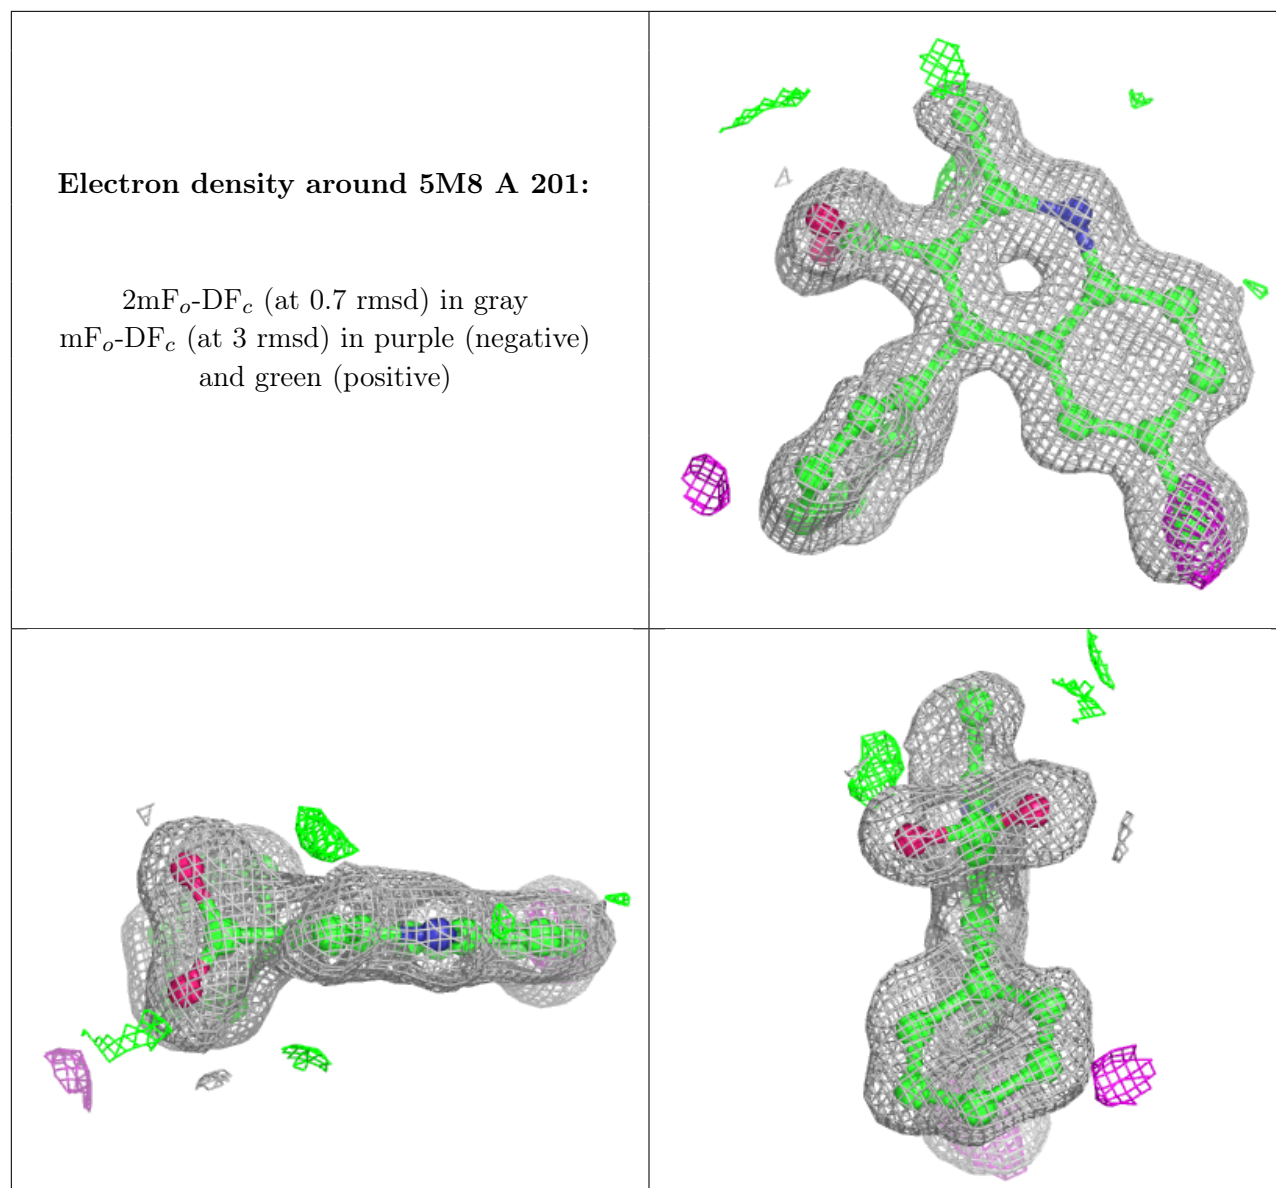 Electron density around 5M8 A 201:
2mFo-DFc (at 0.7 rmsd) in gray
mFo-DFc (at 3 rmsd) in purple (negative)
and green (positive)